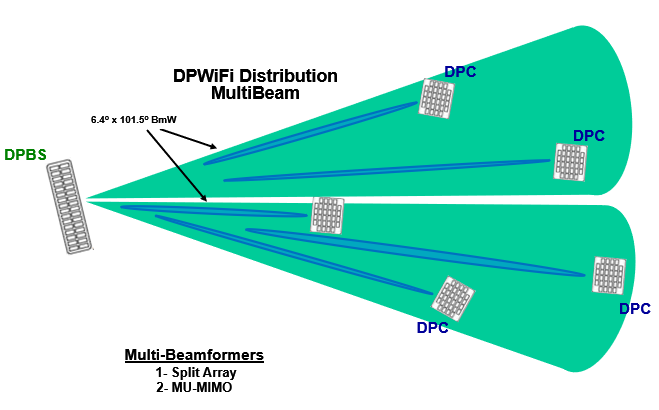 DPWiFi Distribution
MultiBeam
6.4º x 101.5º BmW
DPBS
DPC
DPC
DPC
DPC
Multi-Beamformers
1- Split Array
2- MU-MIMO